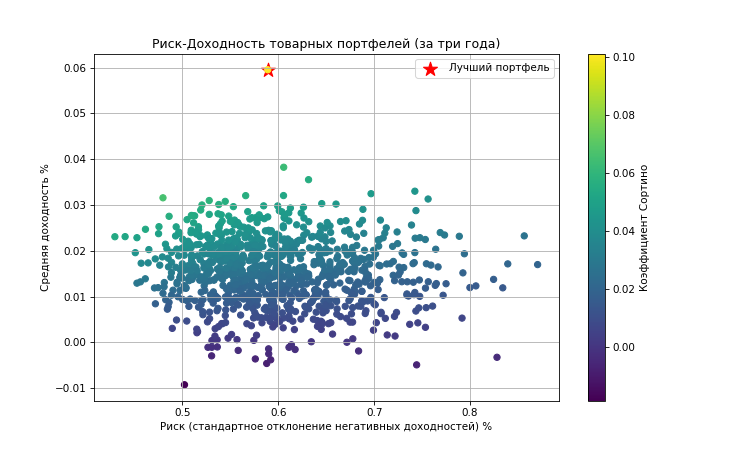 Риск-Доходность товарных портфелей (за три года)
Лучший портфель
Средняя доходность %
0.06
0.05
0.04
0.03
0.02
0.01
0.00
−0.01
0.5 0.6 0.7 0.8
Риск (стандартное отклонение негативных доходностей) %
0.10
0.08
0.06
0.04
0.02
0.00
Коэффициент Сортино